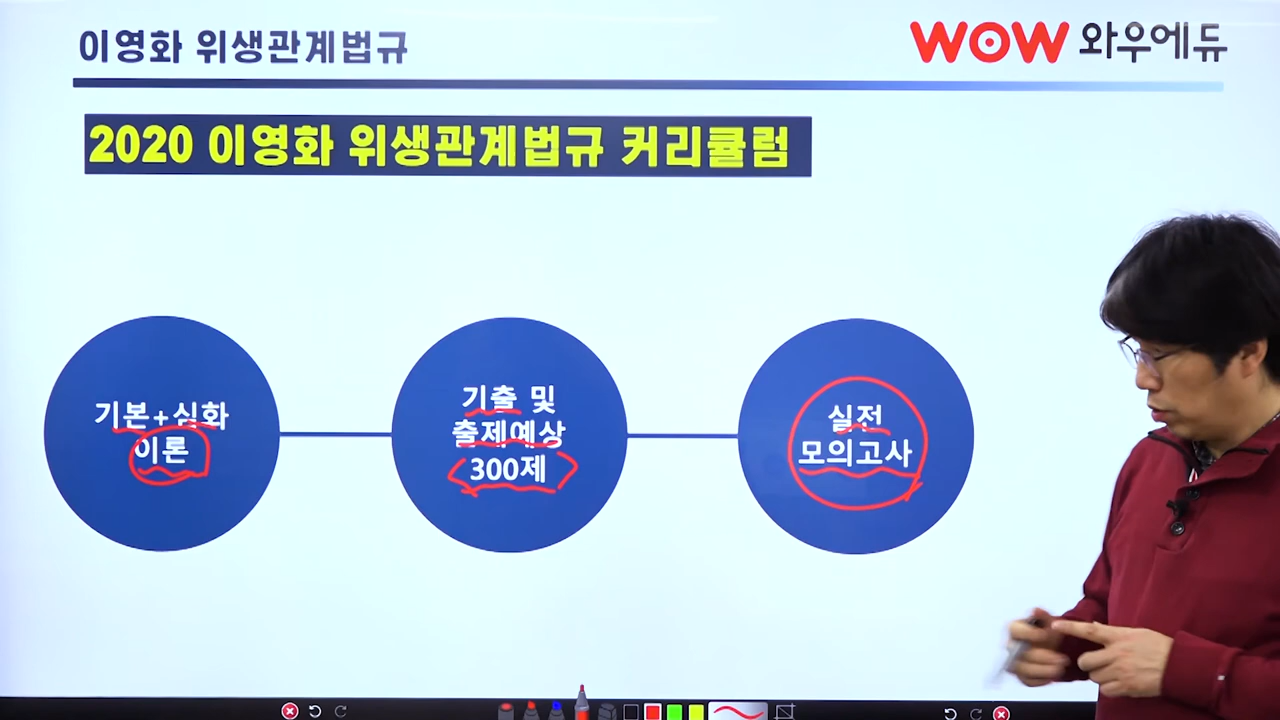 이영화 위생관계법규
WOW 와우에듀
2020 이영화 위생관계법규 커리큘럼
기본+심화
이론
기출 및
출제예상
300제
실전
모의고사